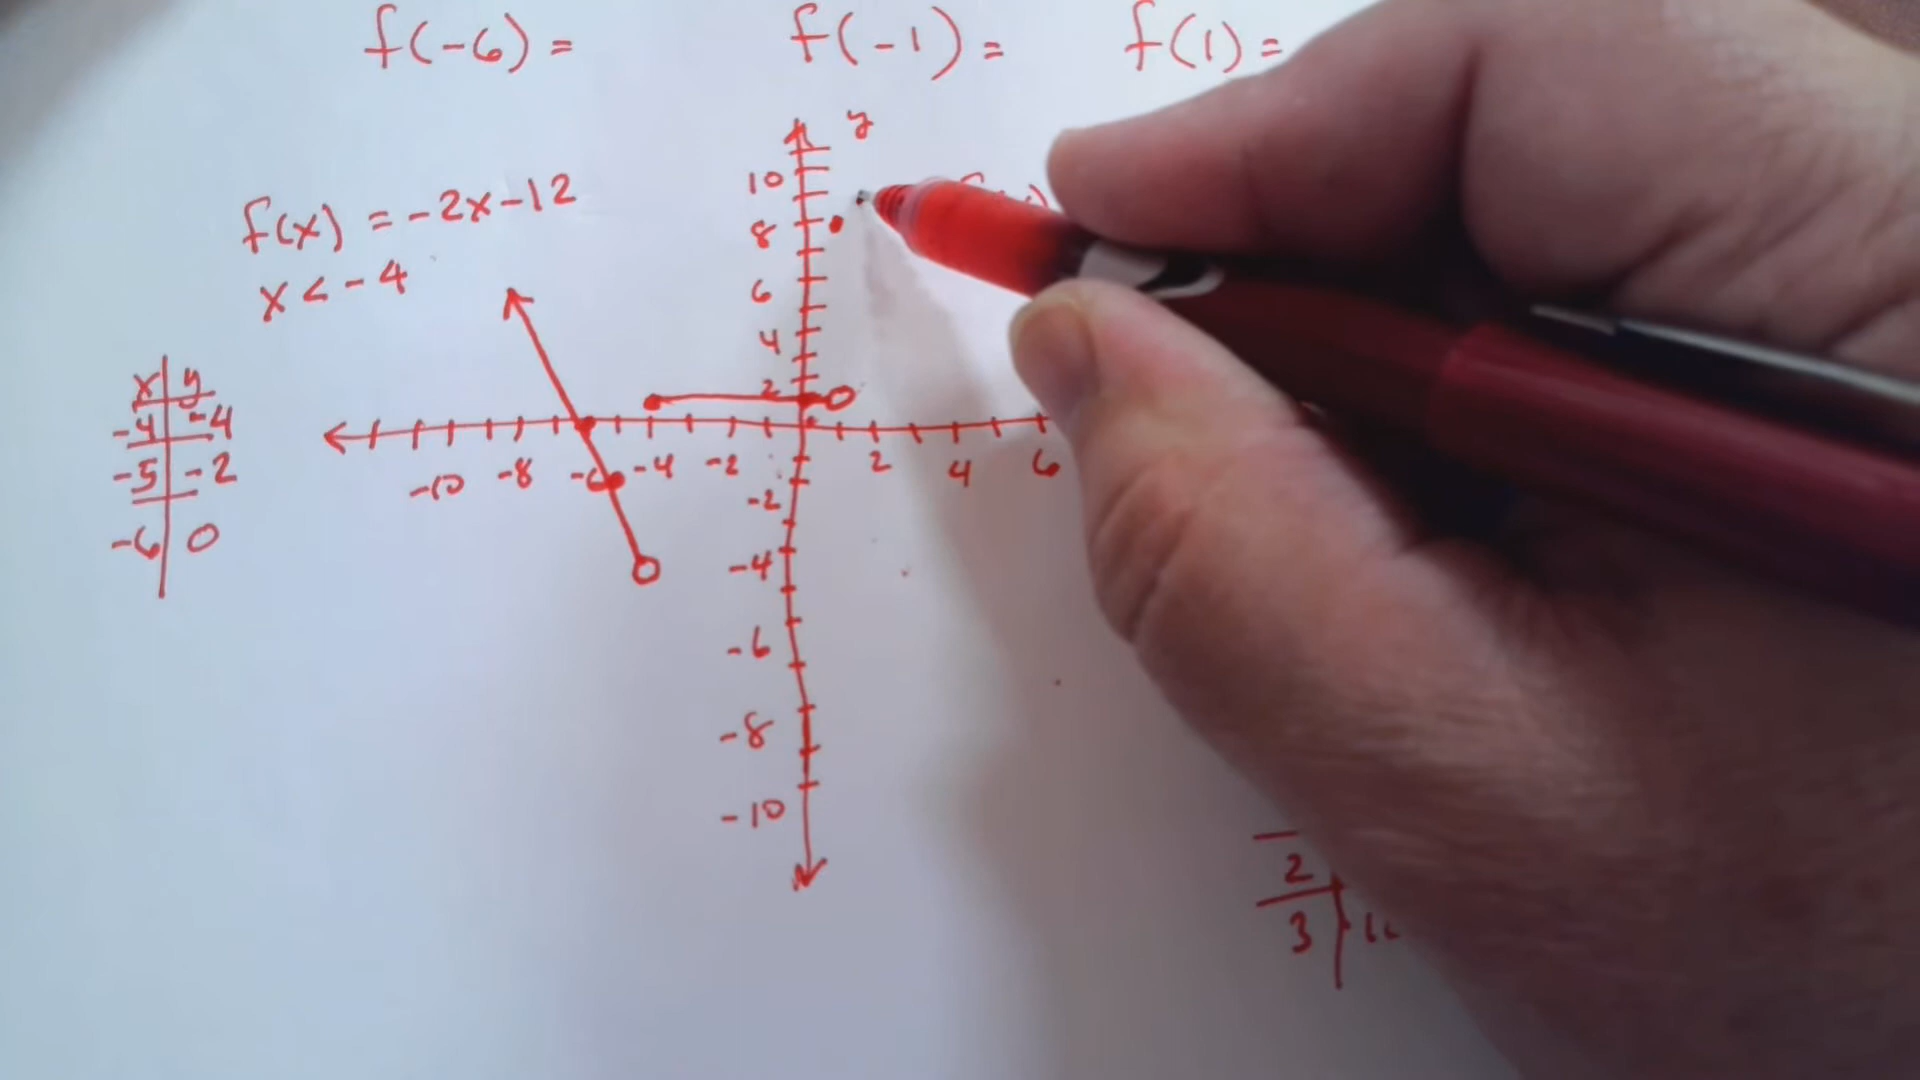 f(-6) = f(-1) = f(1) =
y
f(x) = -2x-12
x < -4
x y
-4 -4
-5 -2
-6 0
10
8
6
4
2
-10 -8 -6 -4 -2 2 4 6
-2
-4
-6
-8
-10
2
3